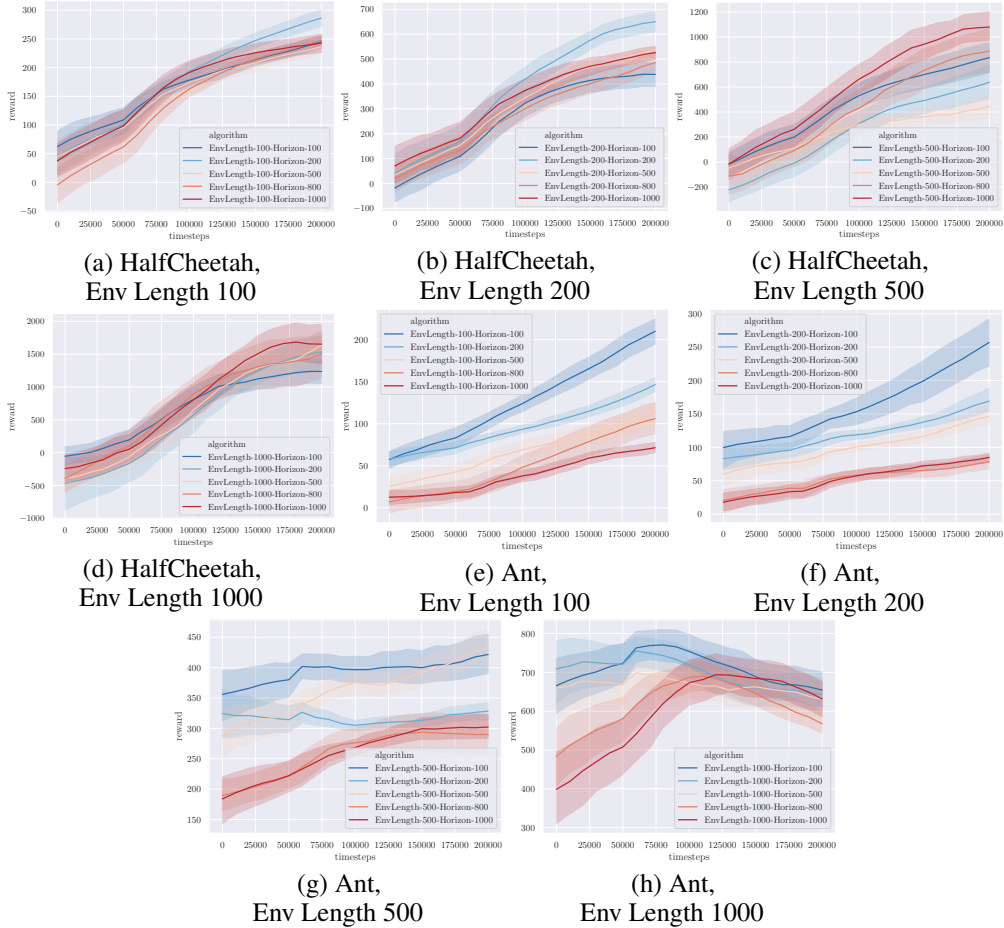 300
250
200
150
100
50
0
−50
reward
algorithm
EnvLength-100-Horizon-100
EnvLength-100-Horizon-200
EnvLength-100-Horizon-500
EnvLength-100-Horizon-800
EnvLength-100-Horizon-1000
0 25000 50000 75000 100000 125000 150000 175000 200000
timesteps
(a) HalfCheetah,
Env Length 100
700
600
500
400
300
200
100
0
−100
reward
algorithm
EnvLength-200-Horizon-100
EnvLength-200-Horizon-200
EnvLength-200-Horizon-500
EnvLength-200-Horizon-800
EnvLength-200-Horizon-1000
0 25000 50000 75000 100000 125000 150000 175000 200000
timesteps
(b) HalfCheetah,
Env Length 200
1200
1000
800
600
400
200
0
−200
reward
algorithm
EnvLength-500-Horizon-100
EnvLength-500-Horizon-200
EnvLength-500-Horizon-500
EnvLength-500-Horizon-800
EnvLength-500-Horizon-1000
0 25000 50000 75000 100000 125000 150000 175000 200000
timesteps
(c) HalfCheetah,
Env Length 500
2000
1500
1000
500
0
−500
−1000
reward
algorithm
EnvLength-1000-Horizon-100
EnvLength-1000-Horizon-200
EnvLength-1000-Horizon-500
EnvLength-1000-Horizon-800
EnvLength-1000-Horizon-1000
0 25000 50000 75000 100000 125000 150000 175000 200000
timesteps
(d) HalfCheetah,
Env Length 1000
200
150
100
50
0
reward
algorithm
EnvLength-100-Horizon-100
EnvLength-100-Horizon-200
EnvLength-100-Horizon-500
EnvLength-100-Horizon-800
EnvLength-100-Horizon-1000
0 25000 50000 75000 100000 125000 150000 175000 200000
timesteps
(e) Ant,
Env Length 100
300
250
200
150
100
50
0
reward
algorithm
EnvLength-200-Horizon-100
EnvLength-200-Horizon-200
EnvLength-200-Horizon-500
EnvLength-200-Horizon-800
EnvLength-200-Horizon-1000
0 25000 50000 75000 100000 125000 150000 175000 200000
timesteps
(f) Ant,
Env Length 200
450
400
350
300
250
200
150
reward
algorithm
EnvLength-500-Horizon-100
EnvLength-500-Horizon-200
EnvLength-500-Horizon-500
EnvLength-500-Horizon-800
EnvLength-500-Horizon-1000
0 25000 50000 75000 100000 125000 150000 175000 200000
timesteps
(g) Ant,
Env Length 500
800
700
600
500
400
300
reward
algorithm
EnvLength-1000-Horizon-100
EnvLength-1000-Horizon-200
EnvLength-1000-Horizon-500
EnvLength-1000-Horizon-800
EnvLength-1000-Horizon-1000
0 25000 50000 75000 100000 125000 150000 175000 200000
timesteps
(h) Ant,
Env Length 1000